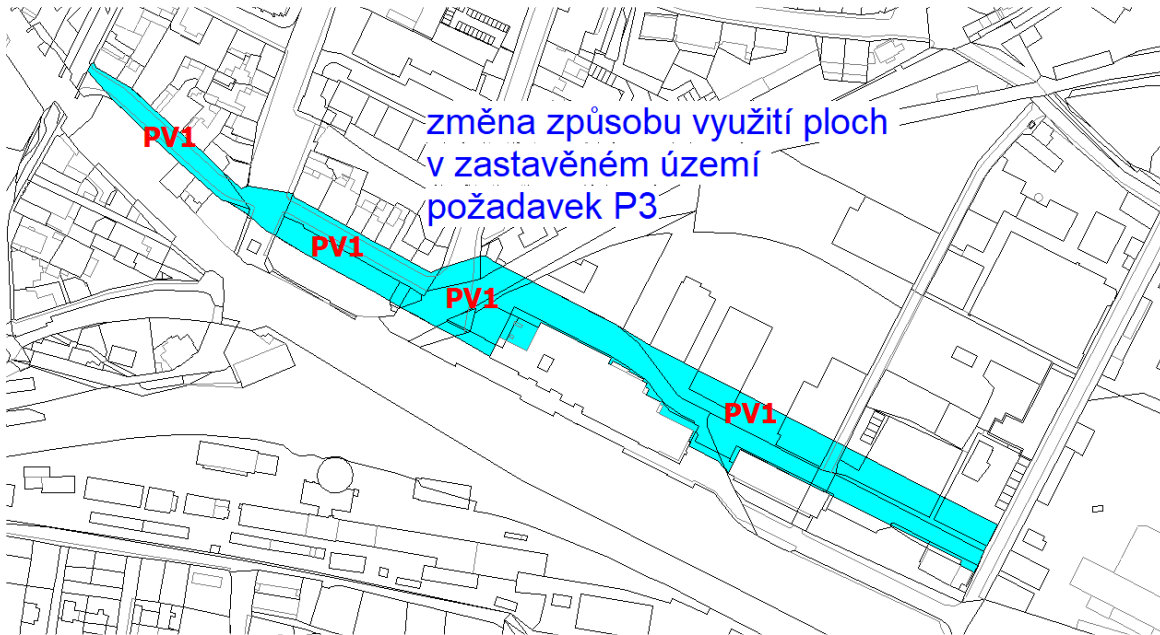 změna způsobu využití ploch
v zastavěném území
požadavek P3
PV1
PV1
PV1
PV1